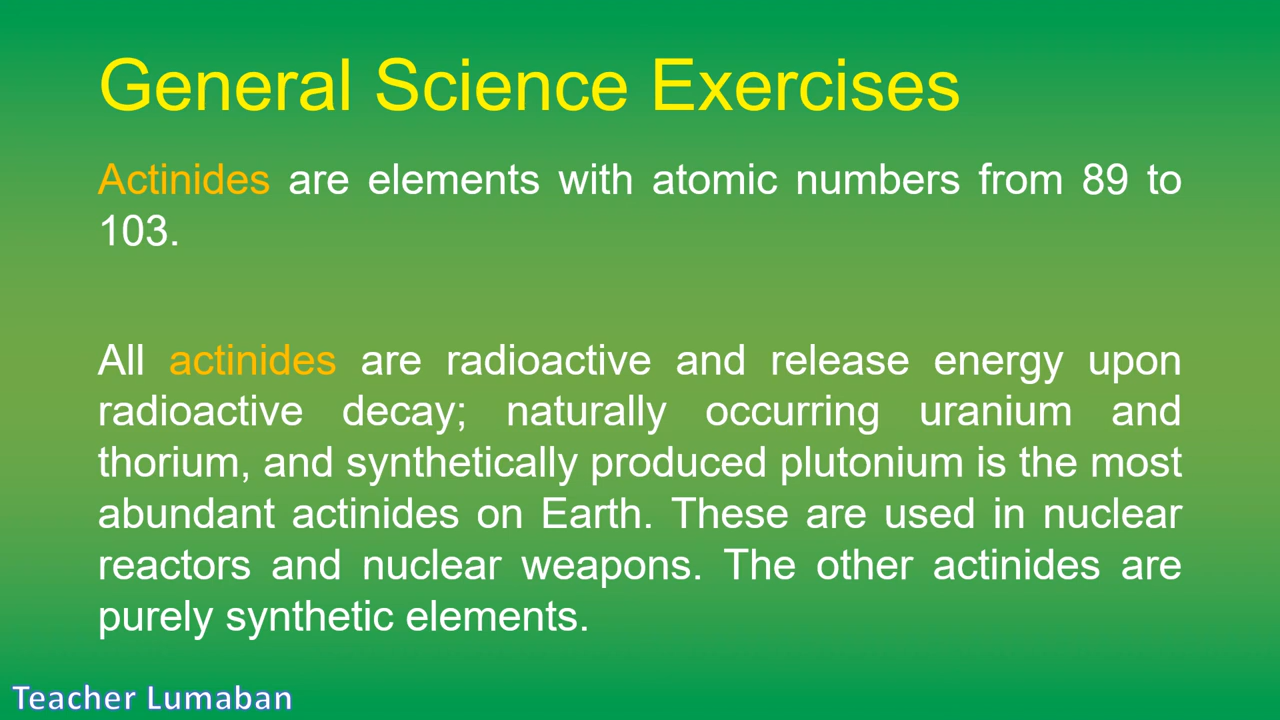 General Science Exercises
Actinides are elements with atomic numbers from 89 to
103.
All actinides are radioactive and release energy upon
radioactive decay; naturally occurring uranium and
thorium, and synthetically produced plutonium is the most
abundant actinides on Earth. These are used in nuclear
reactors and nuclear weapons. The other actinides are
purely synthetic elements.
Teacher Lumaban